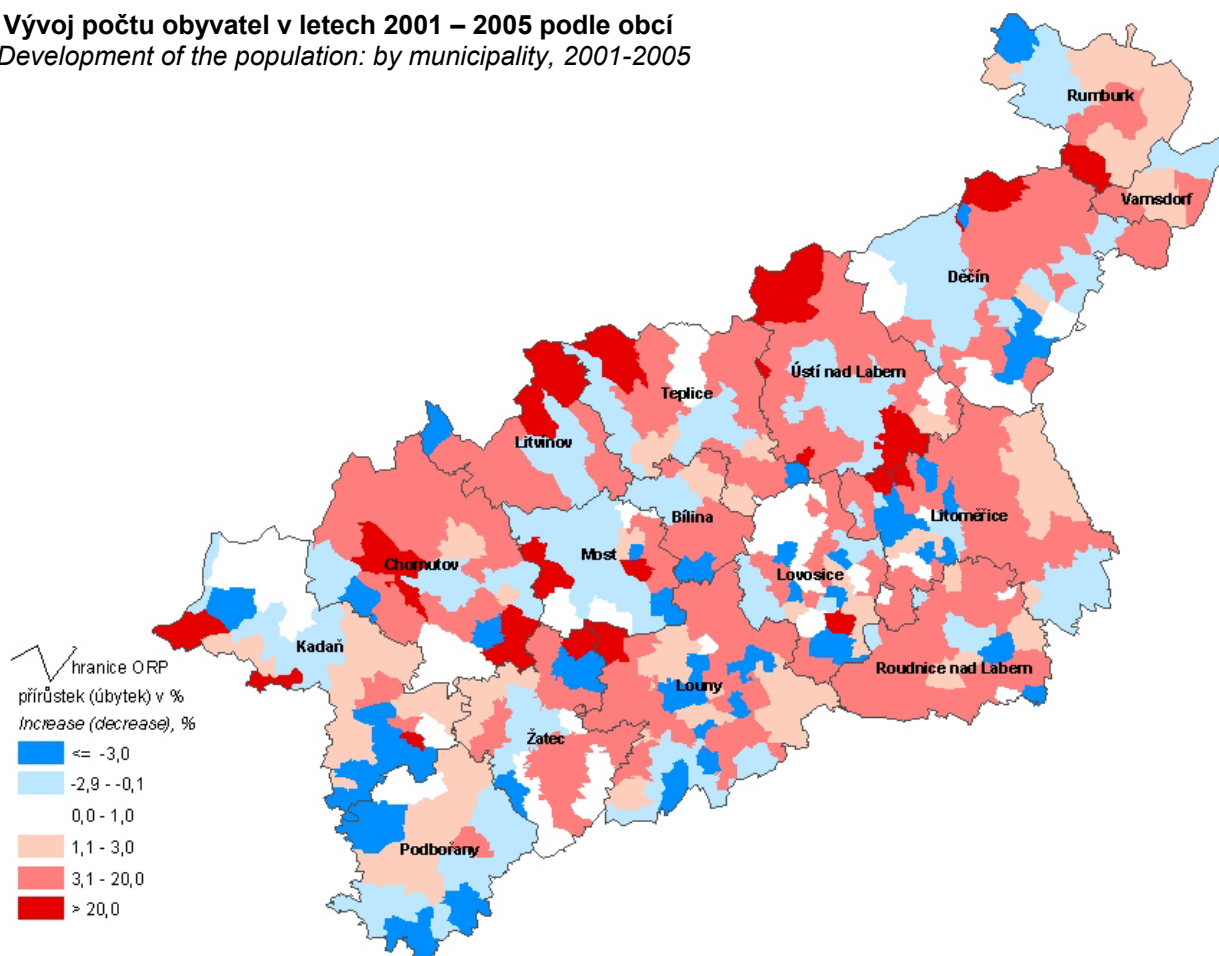 Vývoj počtu obyvatel v letech 2001 – 2005 podle obcí
Development of the population: by municipality, 2001-2005
Rumburk
Varnsdorf
Děčín
Ústí nad Labem
Teplice
Litvínov
Bílina
Litoměřice
Most
Chomutov
Lovosice
Kadaň
Roudnice nad Labem
Louny
Žatec
Podbořany
hranice ORP
přírůstek (úbytek) v %
Increase (decrease), %
<= -3,0
-2,9 - -0,1
0,0 - 1,0
1,1 - 3,0
3,1 - 20,0
> 20,0